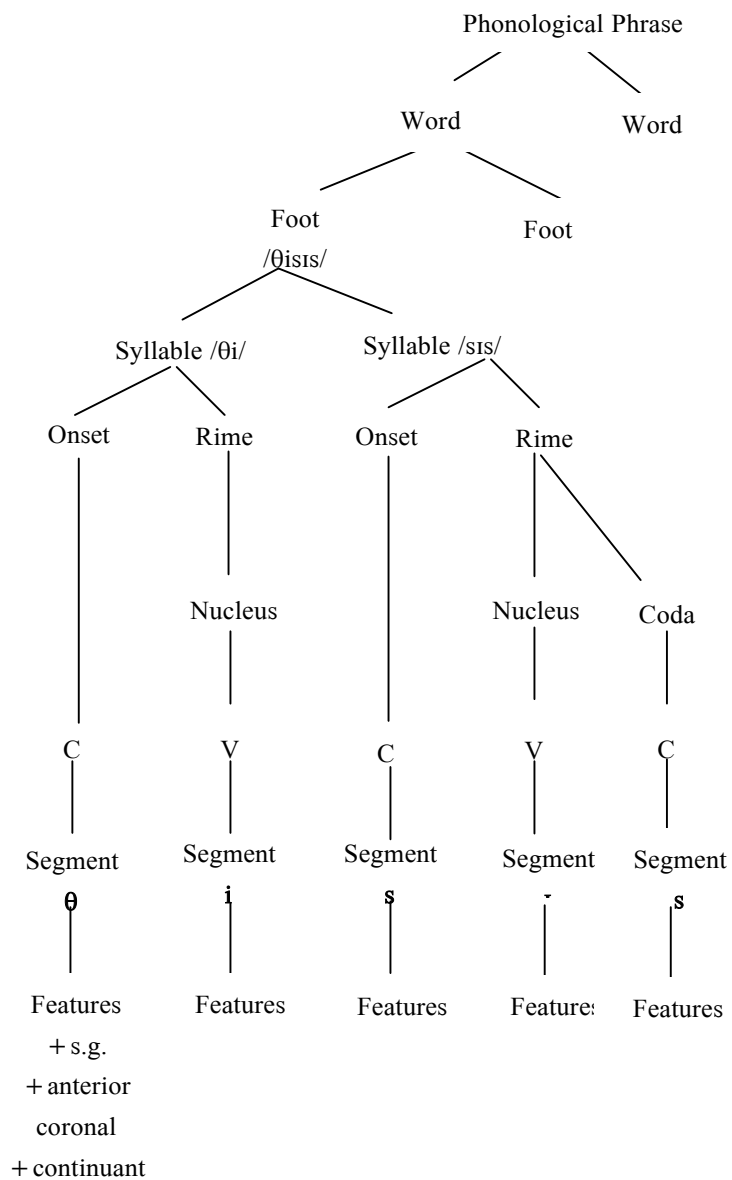 Phonological Phrase
Word Word
Foot Foot
/θisɪs/
Syllable /θi/ Syllable /sɪs/
Onset Rime Onset Rime
Nucleus Nucleus Coda
C V C V C
Segment Segment Segment Segment Segment
θ i s s
Features Features Features Features
+ s.g.
+ anterior
coronal
+ continuant